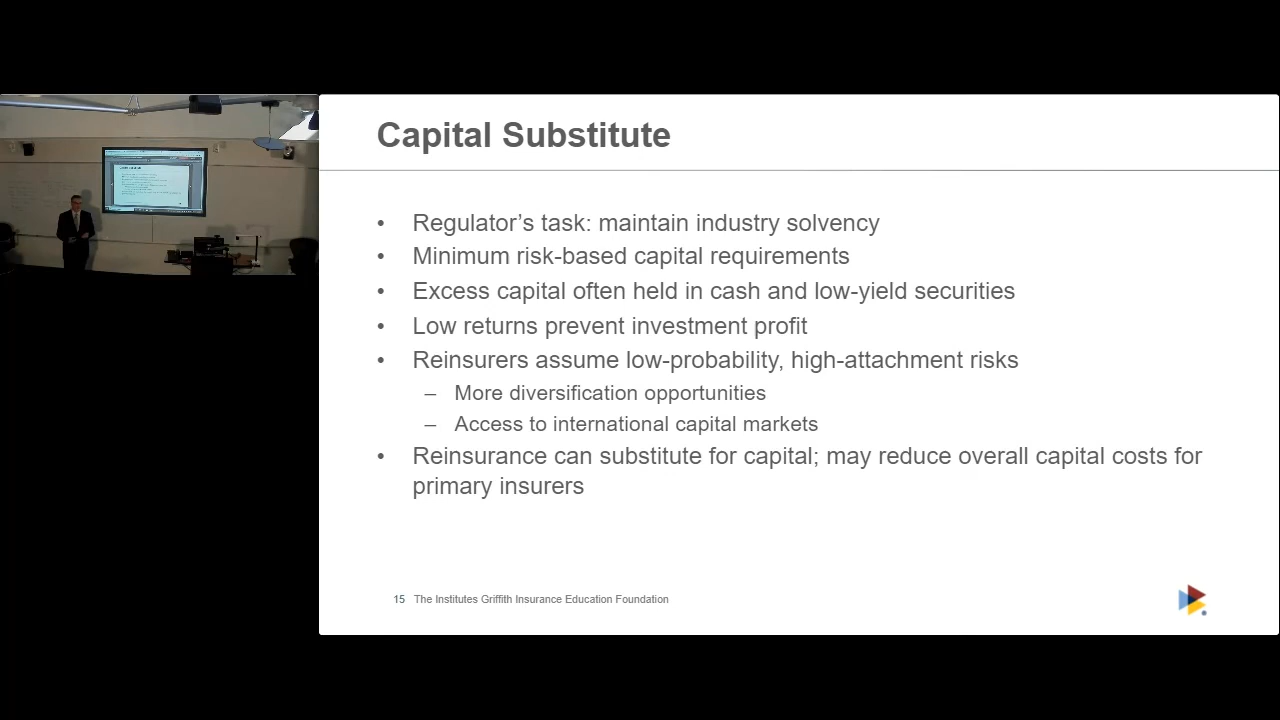 Capital Substitute
• Regulator’s task: maintain industry solvency
• Minimum risk-based capital requirements
• Excess capital often held in cash and low-yield securities
• Low returns prevent investment profit
• Reinsurers assume low-probability, high-attachment risks
– More diversification opportunities
– Access to international capital markets
• Reinsurance can substitute for capital; may reduce overall capital costs for
primary insurers
15 The Institutes Griffith Insurance Education Foundation